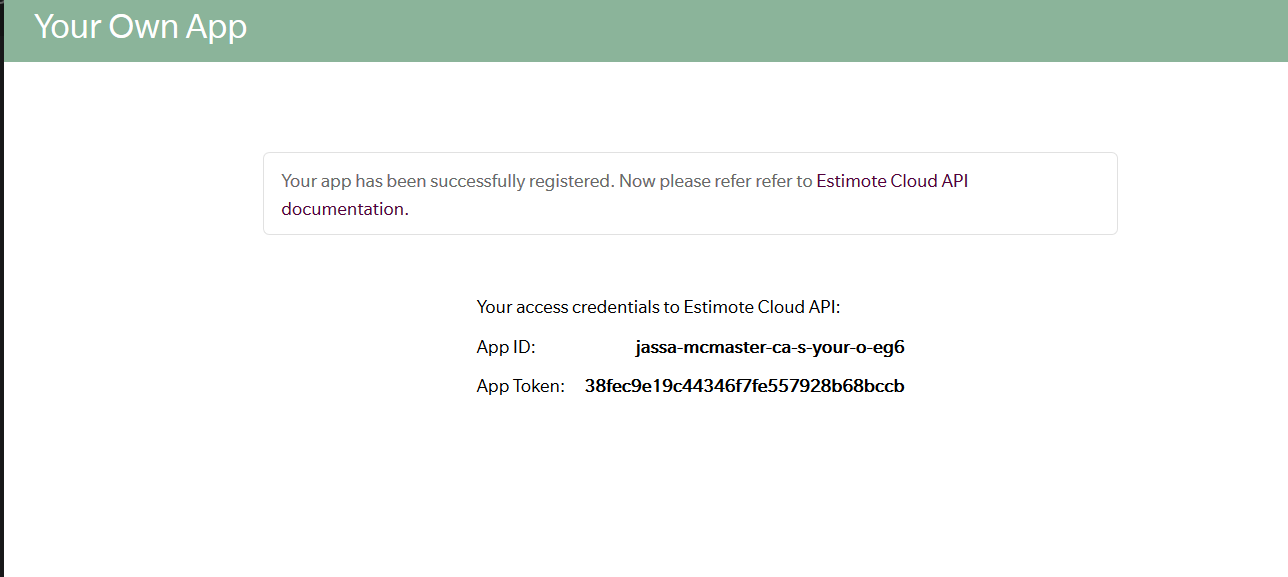 Your Own App
Your app has been successfully registered. Now please refer refer to Estimote Cloud API
documentation.
Your access credentials to Estimote Cloud API:
App ID: jassa-mcmaster-ca-s-your-o-eg6
App Token: 38fec9e19c44346f7fe557928b68bccb